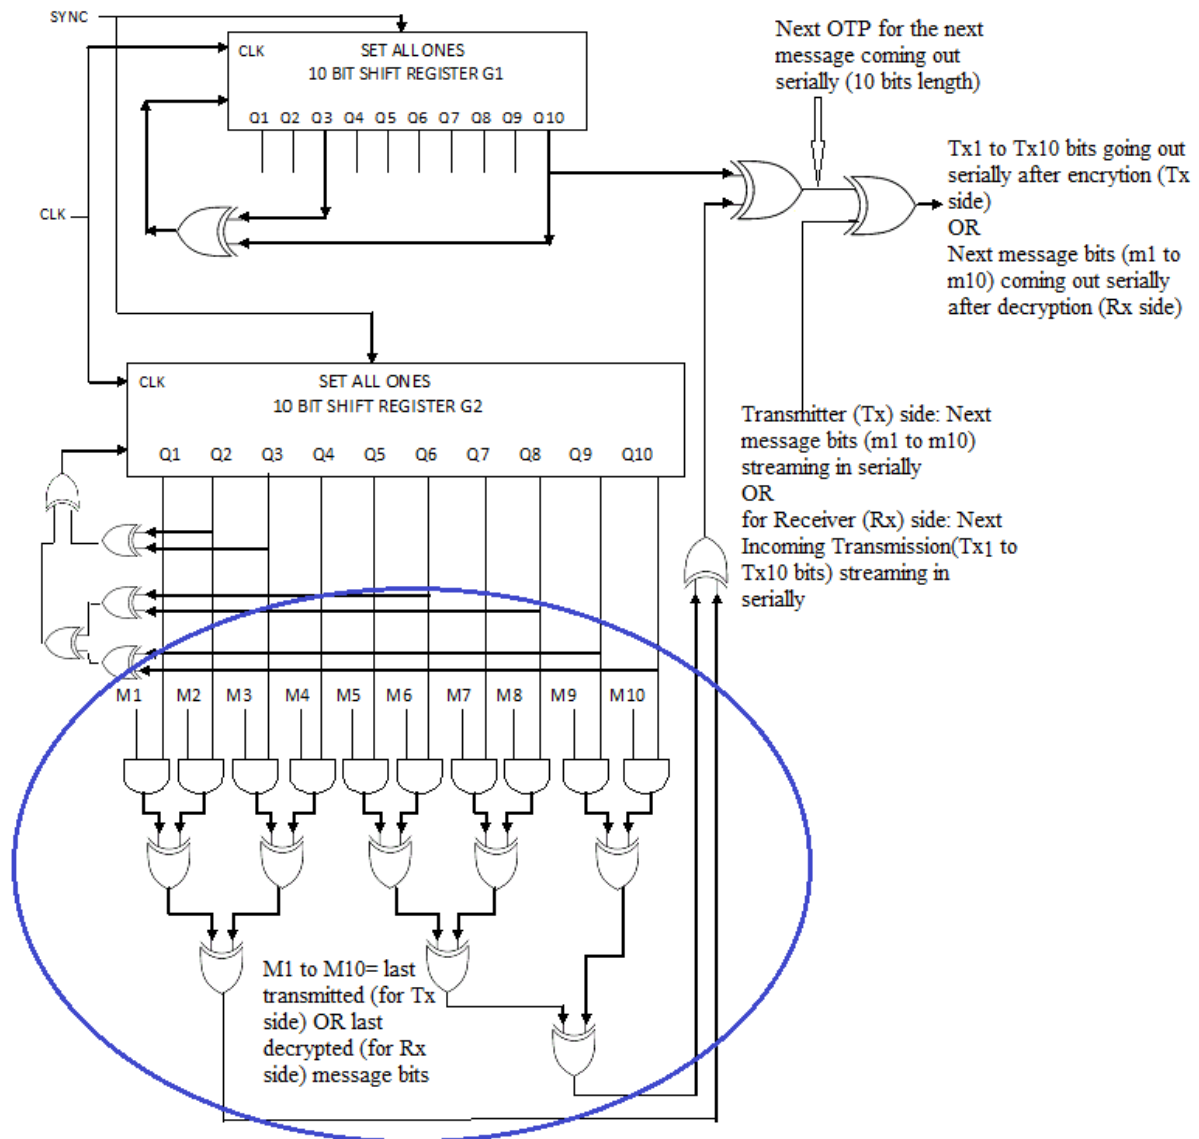 SYNC
CLK
SET ALL ONES
10 BIT SHIFT REGISTER G1
Q1 Q2 Q3 Q4 Q5 Q6 Q7 Q8 Q9 Q10
Next OTP for the next
message coming out
serially (10 bits length)
Tx1 to Tx10 bits going out
serially after encrytion (Tx
side)
OR
Next message bits (m1 to
m10) coming out serially
after decryption (Rx side)
CLK
CLK
SET ALL ONES
10 BIT SHIFT REGISTER G2
Q1 Q2 Q3 Q4 Q5 Q6 Q7 Q8 Q9 Q10
Transmitter (Tx) side: Next
message bits (m1 to m10)
streaming in serially
OR
for Receiver (Rx) side: Next
Incoming Transmission(Tx1 to
Tx10 bits) streaming in
serially
M1 M2 M3 M4 M5 M6 M7 M8 M9 M10
M1 to M10= last
transmitted (for Tx
side) OR last
decrypted (for Rx
side) message bits